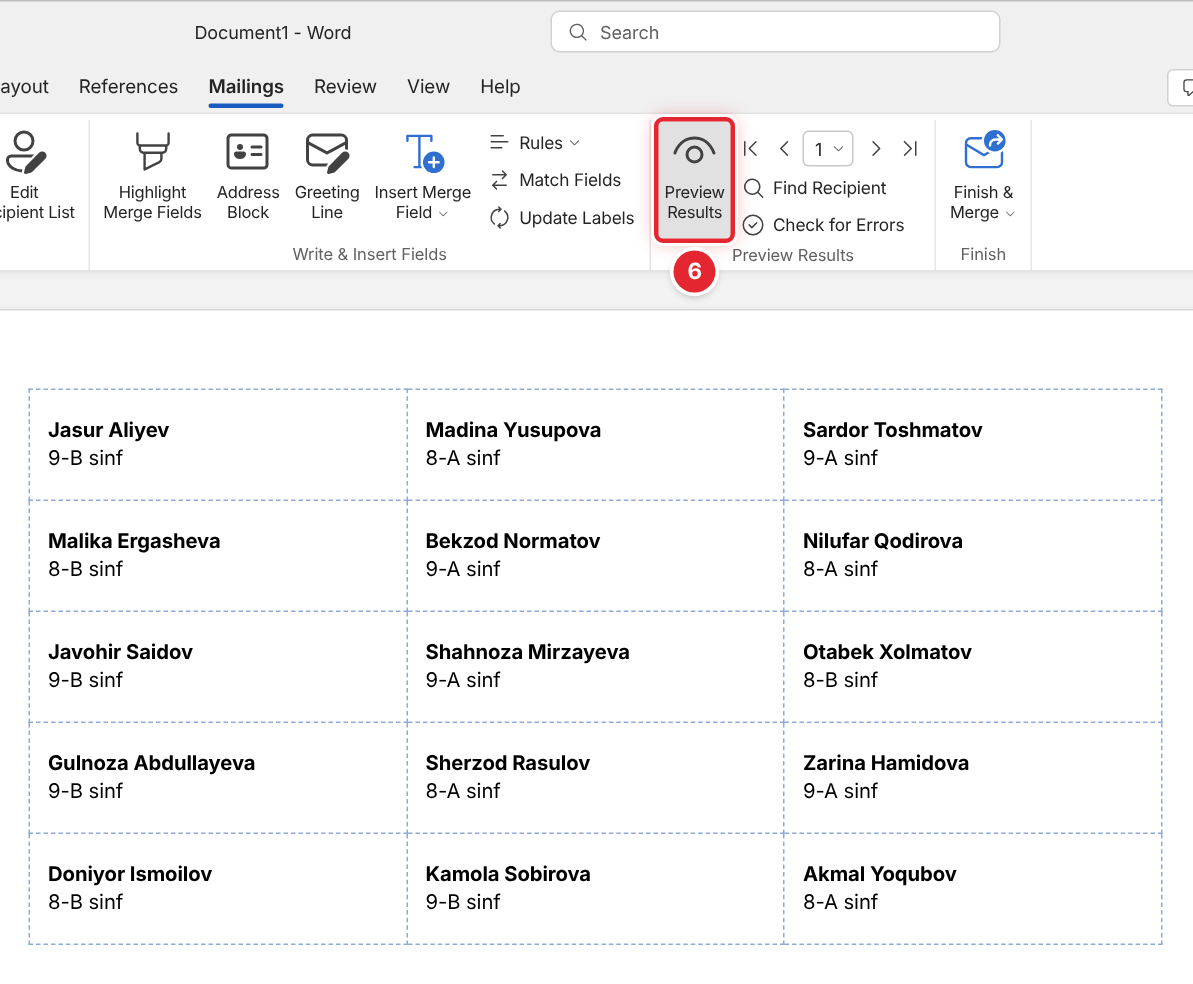 Document1 - Word
Search
ayout References Mailings Review View Help
Edit
cipient List
Highlight
Merge Fields
Address
Block
Greeting
Line
Insert Merge
Field
Rules
Match Fields
Update Labels
Write & Insert Fields
Preview
Results
1
Find Recipient
Check for Errors
Preview Results
Finish &
Merge
Finish
6
Jasur Aliyev
9-B sinf
Madina Yusupova
8-A sinf
Sardor Toshmatov
9-A sinf
Malika Ergasheva
8-B sinf
Bekzod Normatov
9-A sinf
Nilufar Qodirova
8-A sinf
Javohir Saidov
9-B sinf
Shahnoza Mirzayeva
9-A sinf
Otabek Xolmatov
8-B sinf
Gulnoza Abdullayeva
9-B sinf
Sherzod Rasulov
8-A sinf
Zarina Hamidova
9-A sinf
Doniyor Ismoilov
8-B sinf
Kamola Sobirova
9-B sinf
Akmal Yoqubov
8-A sinf